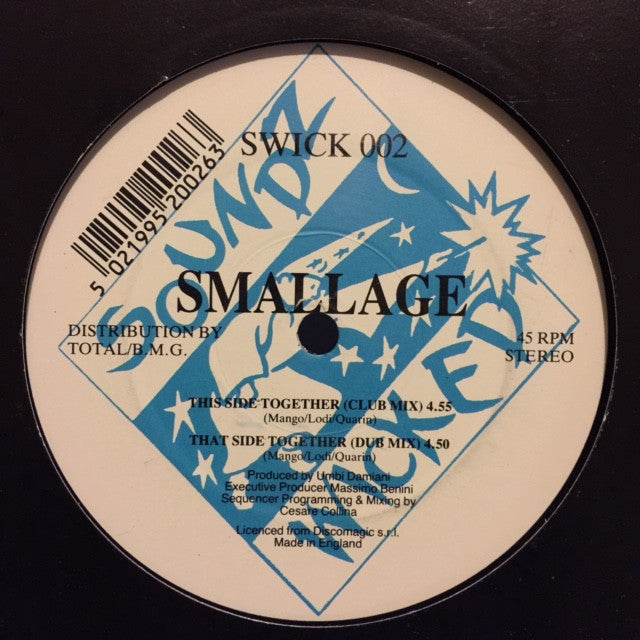 SWICK 002
5 021995 200263
SOUNDZ
WICKED
SMALLAGE
DISTRIBUTION BY
TOTAL/B.M.G.
45 RPM
STEREO
THIS SIDE TOGETHER (CLUB MIX) 4.55
(Mango/Lodi/Quarin)
THAT SIDE TOGETHER (DUB MIX) 4.50
(Mango/Lodi/Quarin)
Produced by Umbi Damiani
Executive Producer Massimo Benini
Sequencer Programming & Mixing by
Cesare Collina
Licenced from Discomagic s.r.l.
Made in England